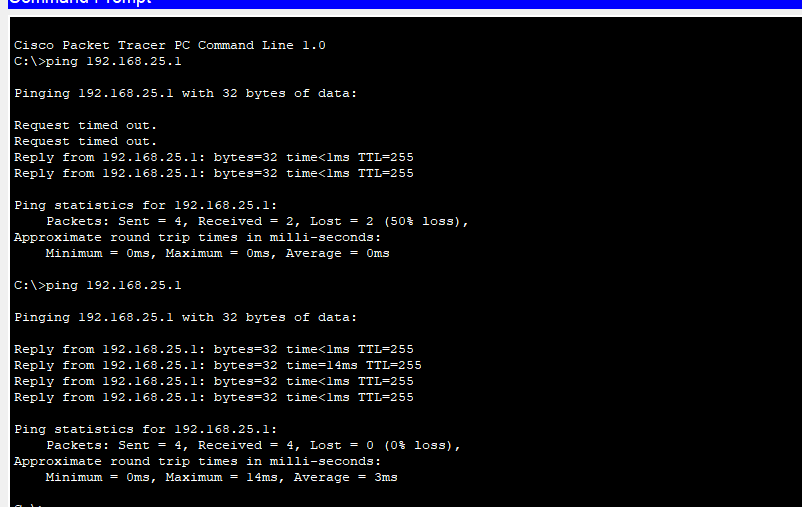 Command Prompt
Cisco Packet Tracer PC Command Line 1.0
C:\>ping 192.168.25.1
Pinging 192.168.25.1 with 32 bytes of data:
Request timed out.
Request timed out.
Reply from 192.168.25.1: bytes=32 time<1ms TTL=255
Reply from 192.168.25.1: bytes=32 time<1ms TTL=255
Ping statistics for 192.168.25.1:
Packets: Sent = 4, Received = 2, Lost = 2 (50% loss),
Approximate round trip times in milli-seconds:
Minimum = 0ms, Maximum = 0ms, Average = 0ms
C:\>ping 192.168.25.1
Pinging 192.168.25.1 with 32 bytes of data:
Reply from 192.168.25.1: bytes=32 time<1ms TTL=255
Reply from 192.168.25.1: bytes=32 time=14ms TTL=255
Reply from 192.168.25.1: bytes=32 time<1ms TTL=255
Reply from 192.168.25.1: bytes=32 time<1ms TTL=255
Ping statistics for 192.168.25.1:
Packets: Sent = 4, Received = 4, Lost = 0 (0% loss),
Approximate round trip times in milli-seconds:
Minimum = 0ms, Maximum = 14ms, Average = 3ms